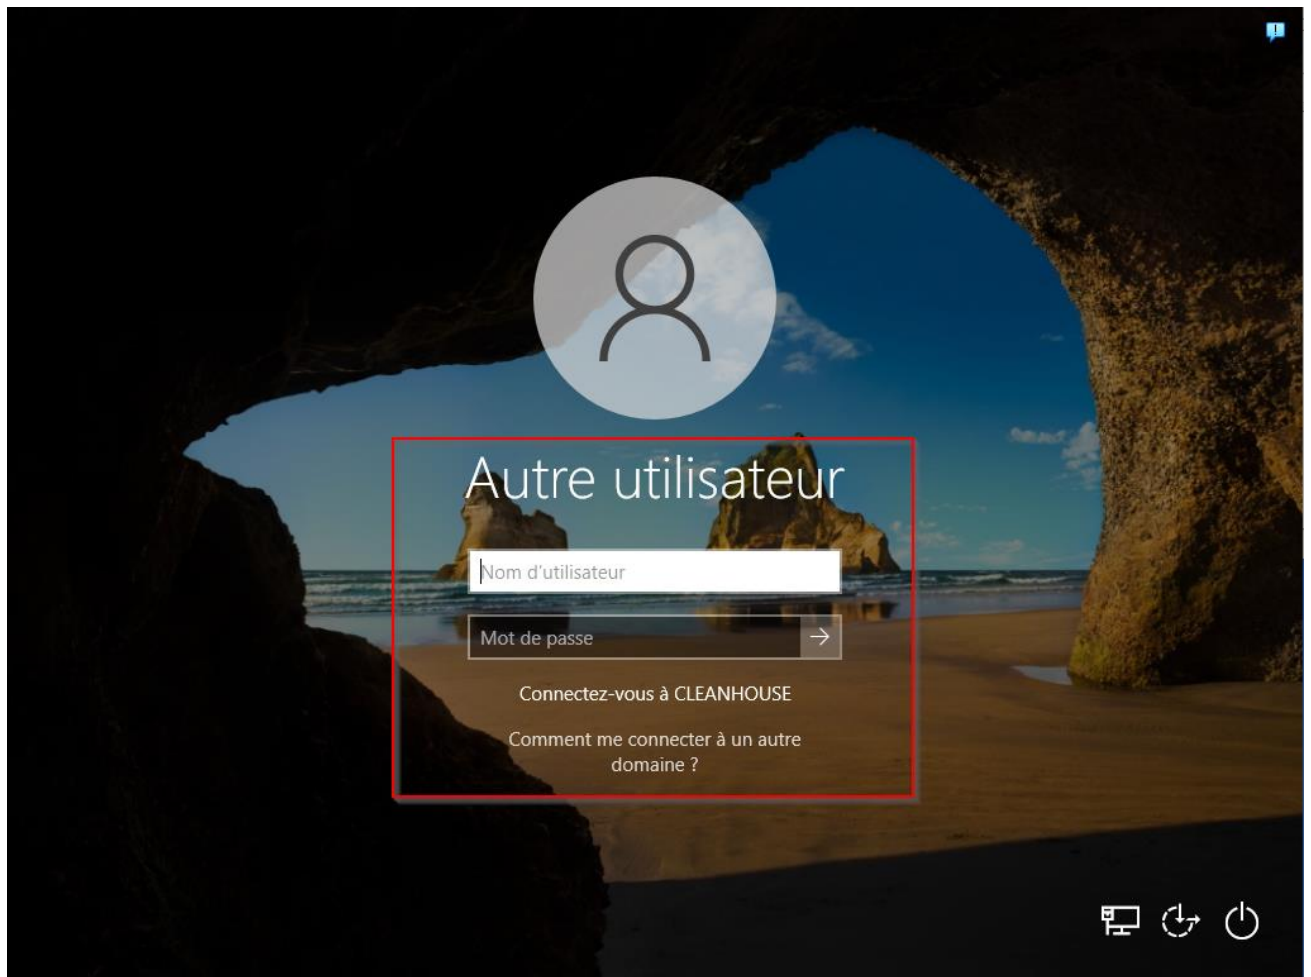 Autre utilisateur
Nom d'utilisateur
Mot de passe
Connectez-vous à CLEANHOUSE
Comment me connecter à un autre
domaine ?